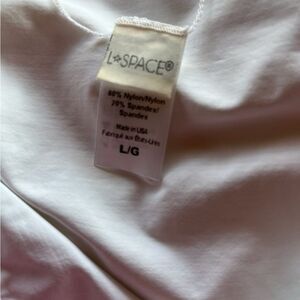 L*SPACE®
80% Nylon/Nylon
20% Spandex/
Spandex
Made in USA
Fabriqué aux États-Unis
L/G